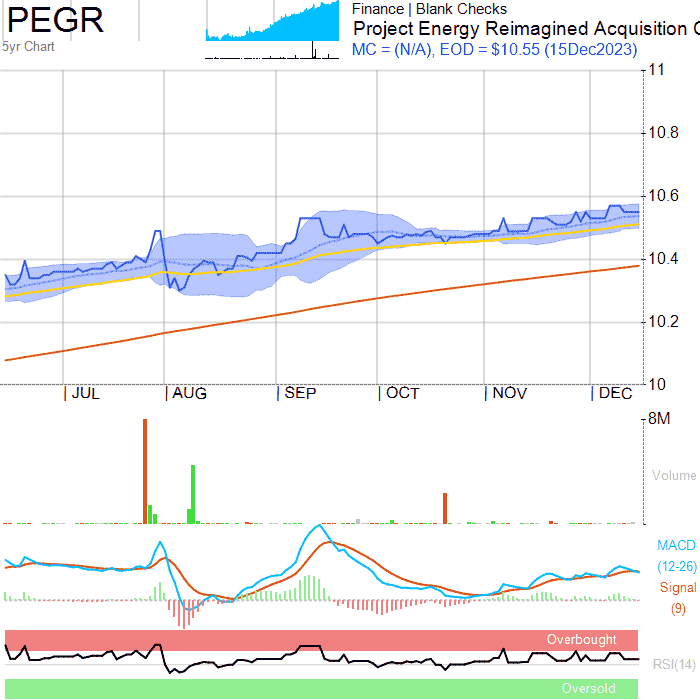 PEGR
5yr Chart
Finance | Blank Checks
Project Energy Reimagined Acquisition C
MC = (N/A), EOD = $10.55 (15Dec2023)
11
10.8
10.6
10.4
10.2
10
JUL AUG SEP OCT NOV DEC
8M
Volume
MACD
(12-26)
Signal
(9)
Overbought
RSI(14)
Oversold